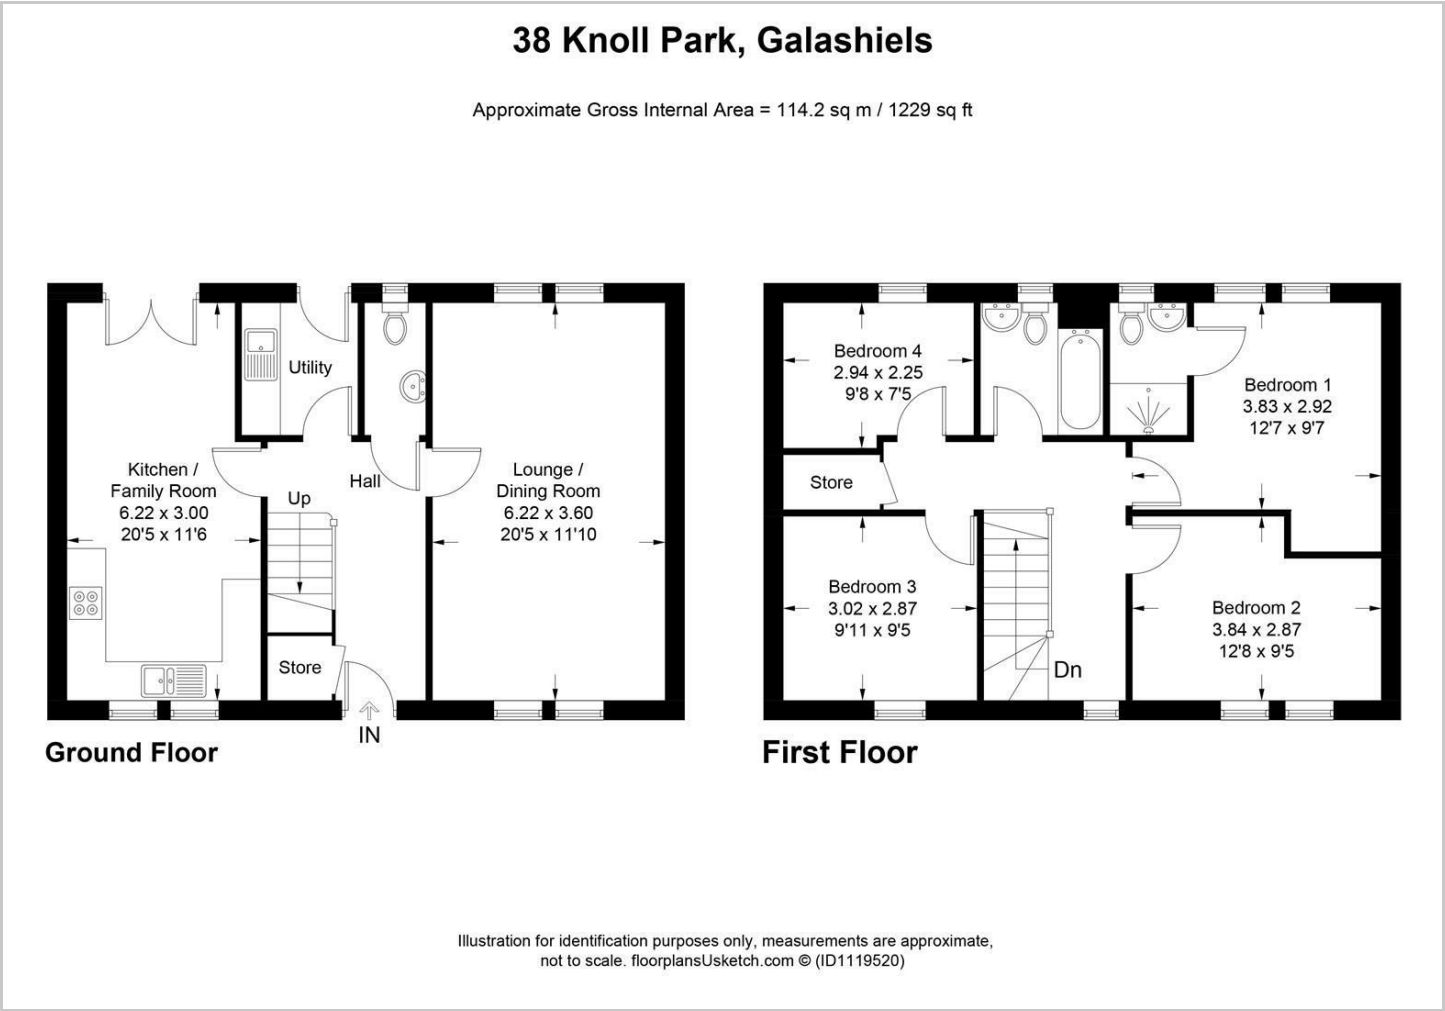 38 Knoll Park, Galashiels
Approximate Gross Internal Area = 114.2 sq m / 1229 sq ft
Utility
Kitchen /
Family Room
6.22 x 3.00
20'5 x 11'6
Up
Hall
Lounge /
Dining Room
6.22 x 3.60
20'5 x 11'10
Store
IN
Ground Floor
Bedroom 4
2.94 x 2.25
9'8 x 7'5
Bedroom 1
3.83 x 2.92
12'7 x 9'7
Store
Bedroom 3
3.02 x 2.87
9'11 x 9'5
Bedroom 2
3.84 x 2.87
12'8 x 9'5
Dn
First Floor
Illustration for identification purposes only, measurements are approximate,
not to scale. floorplansUsketch.com © (ID1119520)